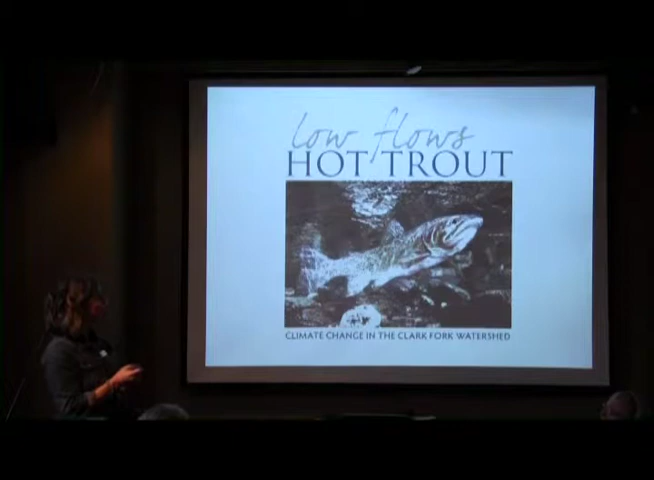 low flows
HOT TROUT
CLIMATE CHANGE IN THE CLARK FORK WATERSHED